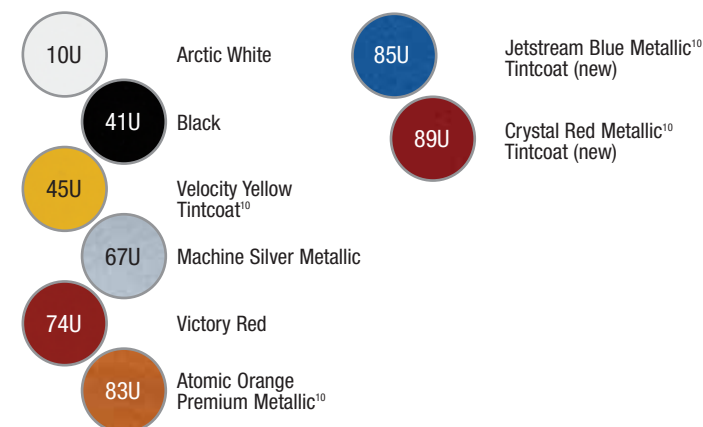 10U
Arctic White
41U
Black
45U
Velocity Yellow
Tintcoat¹⁰
67U
Machine Silver Metallic
74U
Victory Red
83U
Atomic Orange
Premium Metallic¹⁰
85U
Jetstream Blue Metallic¹⁰
Tintcoat (new)
89U
Crystal Red Metallic¹⁰
Tintcoat (new)